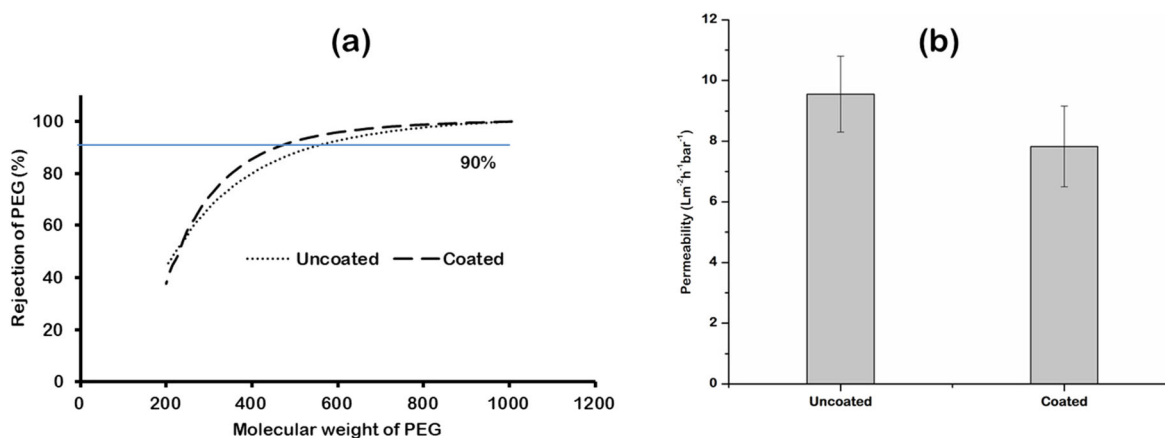 (a)
Rejection of PEG (%)
100
80
60
40
20
0
90%
Uncoated
Coated
0 200 400 600 800 1000 1200
Molecular weight of PEG
(b)
Permeability (Lm⁻²h⁻¹bar⁻¹)
12
10
8
6
4
2
0
Uncoated Coated